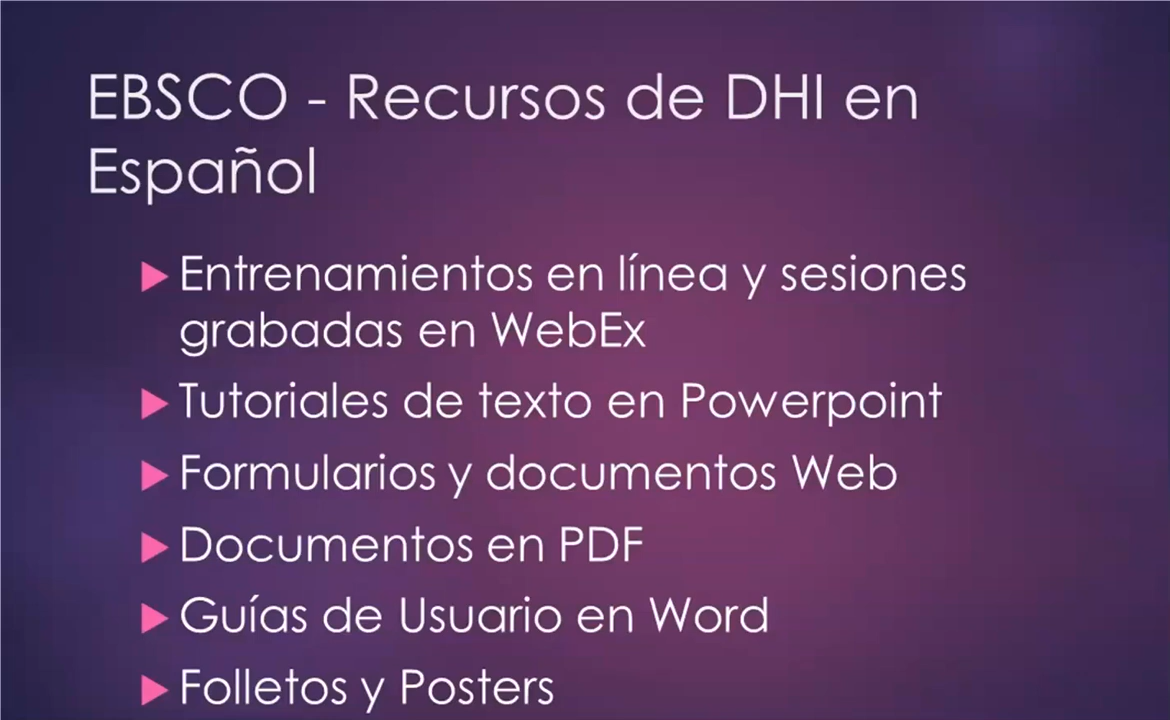 EBSCO - Recursos de DHI en
Español
Entrenamientos en línea y sesiones
grabadas en WebEx
Tutoriales de texto en Powerpoint
Formularios y documentos Web
Documentos en PDF
Guías de Usuario en Word
Folletos y Posters